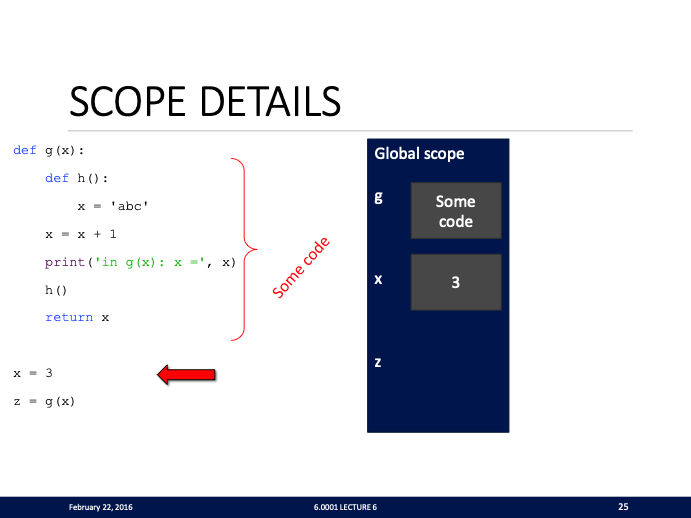 SCOPE DETAILS
def g(x):
    def h():
        x = 'abc'
    x = x + 1
    print('in g(x): x =', x)
    h()
    return x
x = 3
z = g(x)
Some code
Global scope
g
Some
code
x
3
z
February 22, 2016
6.0001 LECTURE 6
25